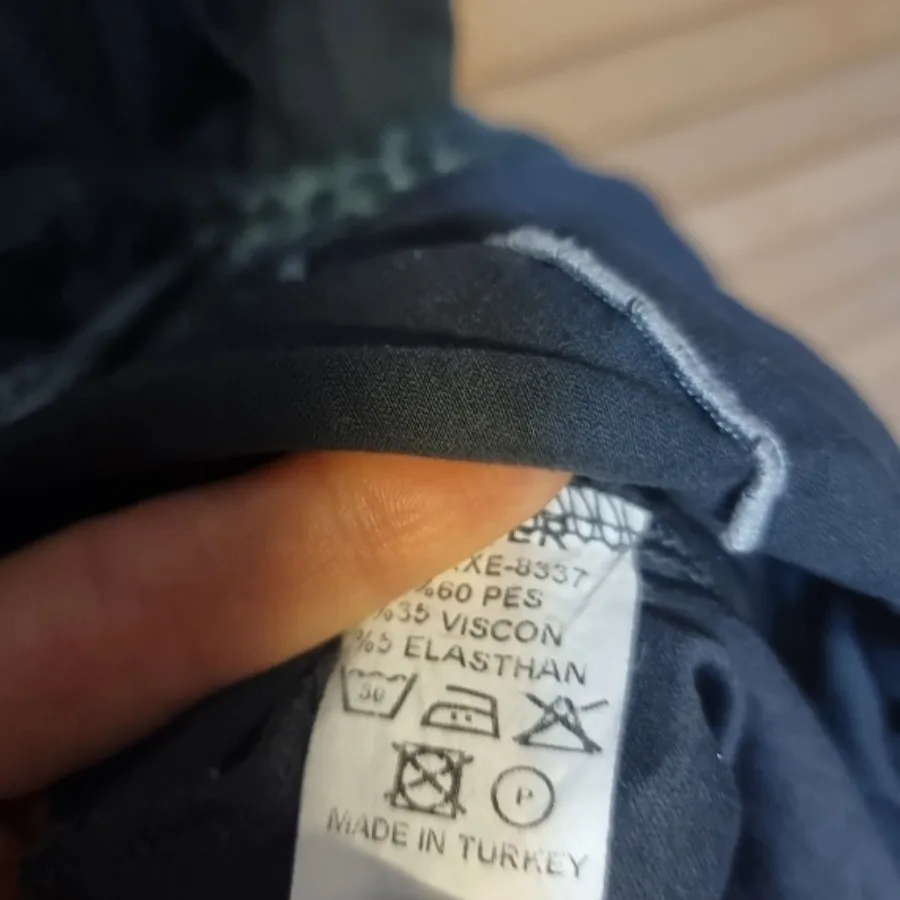 XE-8337
%60 PES
%35 VISCON
%5 ELASTHAN
30
P
MADE IN TURKEY